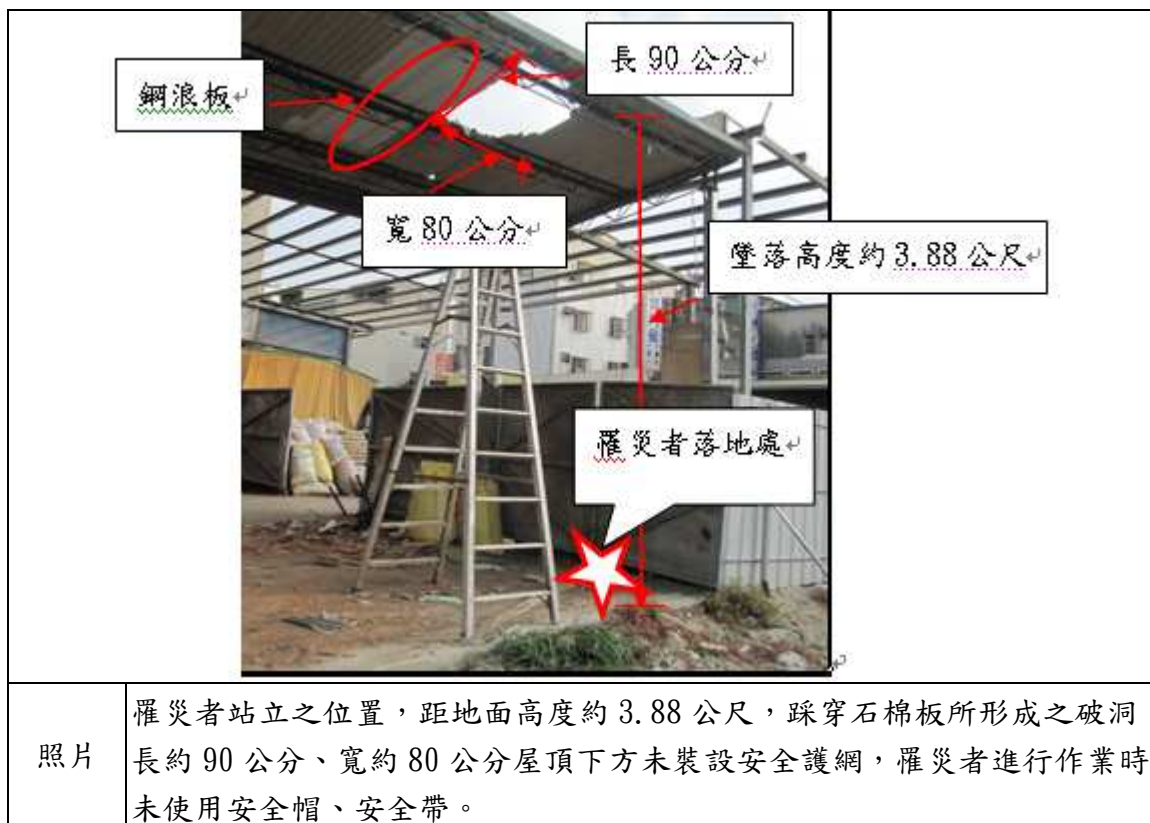 長 90 公分
鋼浪板
寬 80 公分
墜落高度約 3.88 公尺
罹災者落地處
照片
罹災者站立之位置，距地面高度約 3.88 公尺，踩穿石棉板所形成之破洞
長約 90 公分、寬約 80 公分屋頂下方未裝設安全護網，罹災者進行作業時
未使用安全帽、安全帶。